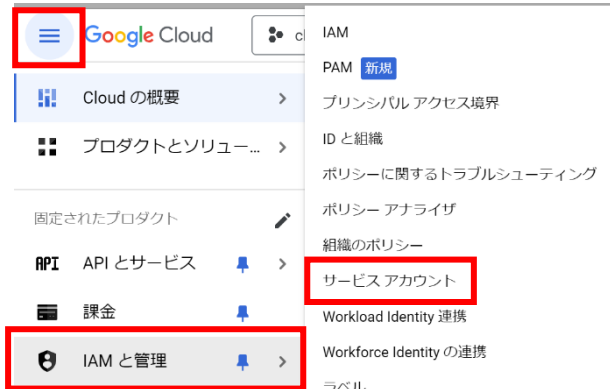 Google Cloud
cl
Cloud の概要
プロダクトとソリュー...
固定されたプロダクト
API API とサービス
課金
IAM と管理
IAM
PAM 新規
プリンシパル アクセス境界
ID と組織
ポリシーに関するトラブルシューティング
ポリシー アナライザ
組織のポリシー
サービス アカウント
Workload Identity 連携
Workforce Identity の連携
ラベル